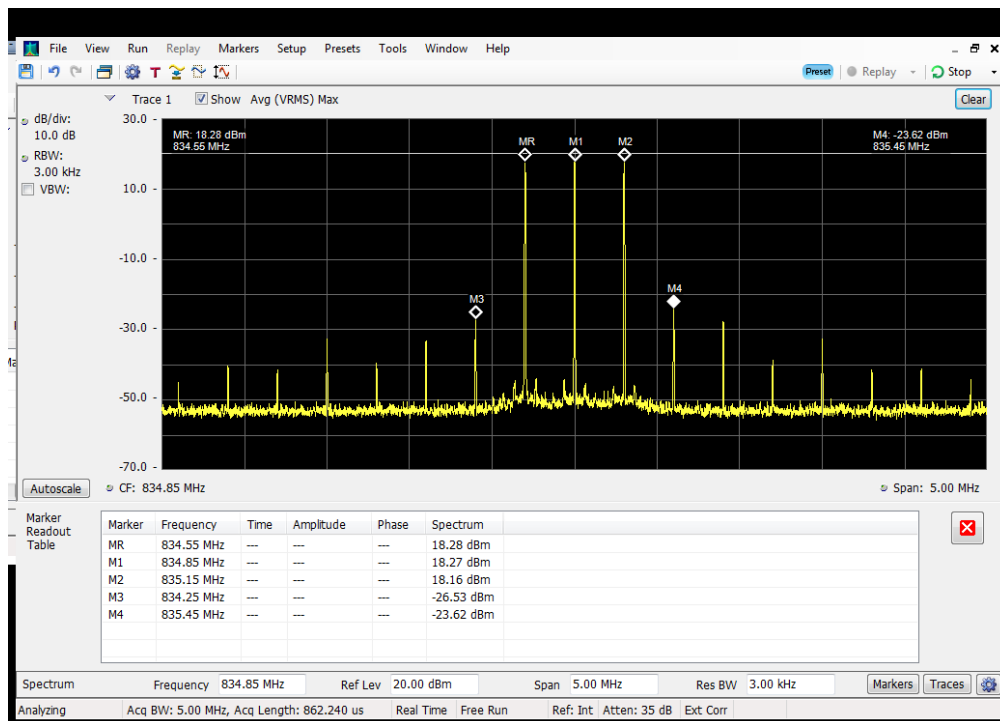 File View Run Replay Markers Setup Presets Tools Window Help
T Preset Replay Stop
Trace 1 Show Avg (VRMS) Max Clear
dB/div:
10.0 dB
RBW:
3.00 kHz
VBW:
30.0 -
10.0 -
-10.0 -
-30.0 -
-50.0 -
-70.0 -
MR: 18.28 dBm
834.55 MHz
M4: -23.62 dBm
835.45 MHz
MR M1 M2
M3 M4
Autoscale CF: 834.85 MHz Span: 5.00 MHz
Marker
Readout
Table
Marker Frequency Time Amplitude Phase Spectrum
MR 834.55 MHz --- --- --- 18.28 dBm
M1 834.85 MHz --- --- --- 18.27 dBm
M2 835.15 MHz --- --- --- 18.16 dBm
M3 834.25 MHz --- --- --- -26.53 dBm
M4 835.45 MHz --- --- --- -23.62 dBm
Spectrum Frequency 834.85 MHz Ref Lev 20.00 dBm Span 5.00 MHz Res BW 3.00 kHz Markers Traces
Analyzing Acq BW: 5.00 MHz, Acq Length: 862.240 us Real Time Free Run Ref: Int Atten: 35 dB Ext Corr